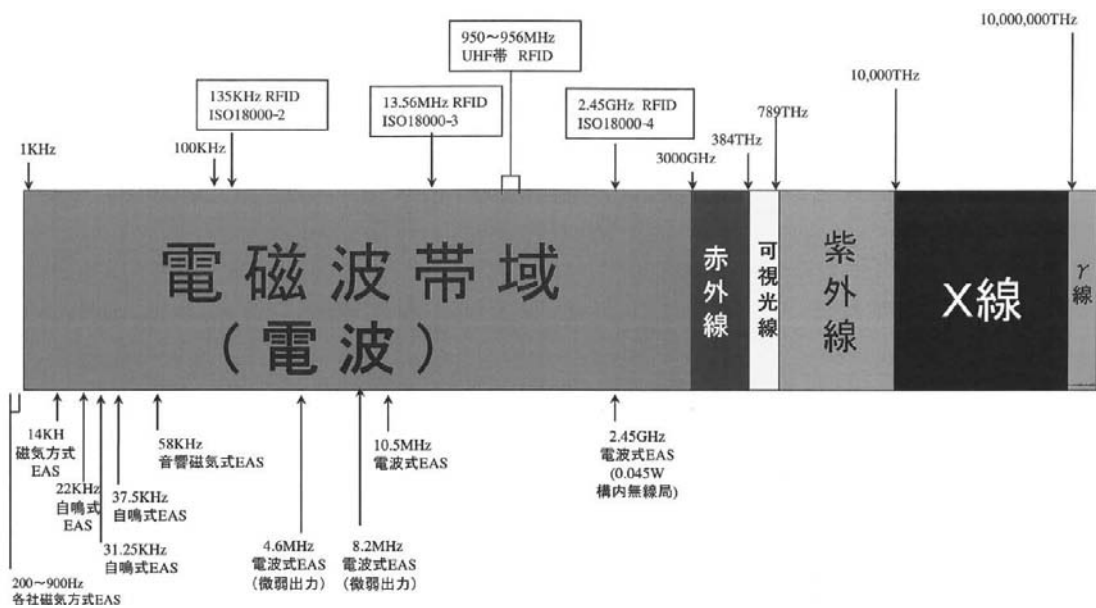 10,000,000THz
950〜956MHz
UHF帯 RFID
10,000THz
135KHz RFID
ISO18000-2
13.56MHz RFID
ISO18000-3
2.45GHz RFID
ISO18000-4
789THz
384THz
1KHz
100KHz
3000GHz
電磁波帯域
(電波)
赤外線
可視光線
紫外線
X線
γ線
14KH
磁気方式
EAS
22KHz
自鳴式
EAS
31.25KHz
自鳴式EAS
37.5KHz
自鳴式EAS
58KHz
音響磁気式EAS
4.6MHz
電波式EAS
(微弱出力)
8.2MHz
電波式EAS
(微弱出力)
10.5MHz
電波式EAS
2.45GHz
電波式EAS
(0.045W
構内無線局)
200〜900Hz
各社磁気方式EAS